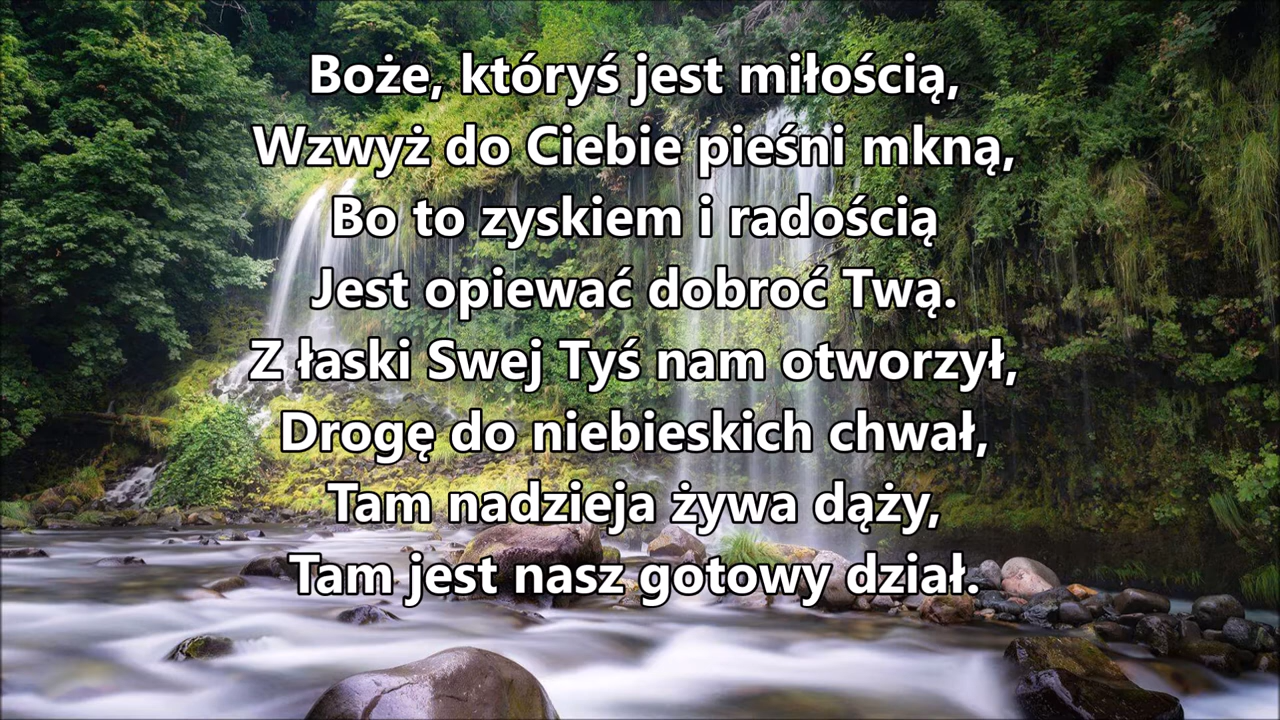 Boże, któryś jest miłością,
Wzwyż do Ciebie pieśni mkną,
Bo to zyskiem i radością
Jest opiewać dobroć Twą.
Z łaski Swej Tyś nam otworzył,
Drogę do niebieskich chwał,
Tam nadzieja żywa dąży,
Tam jest nasz gotowy dział.